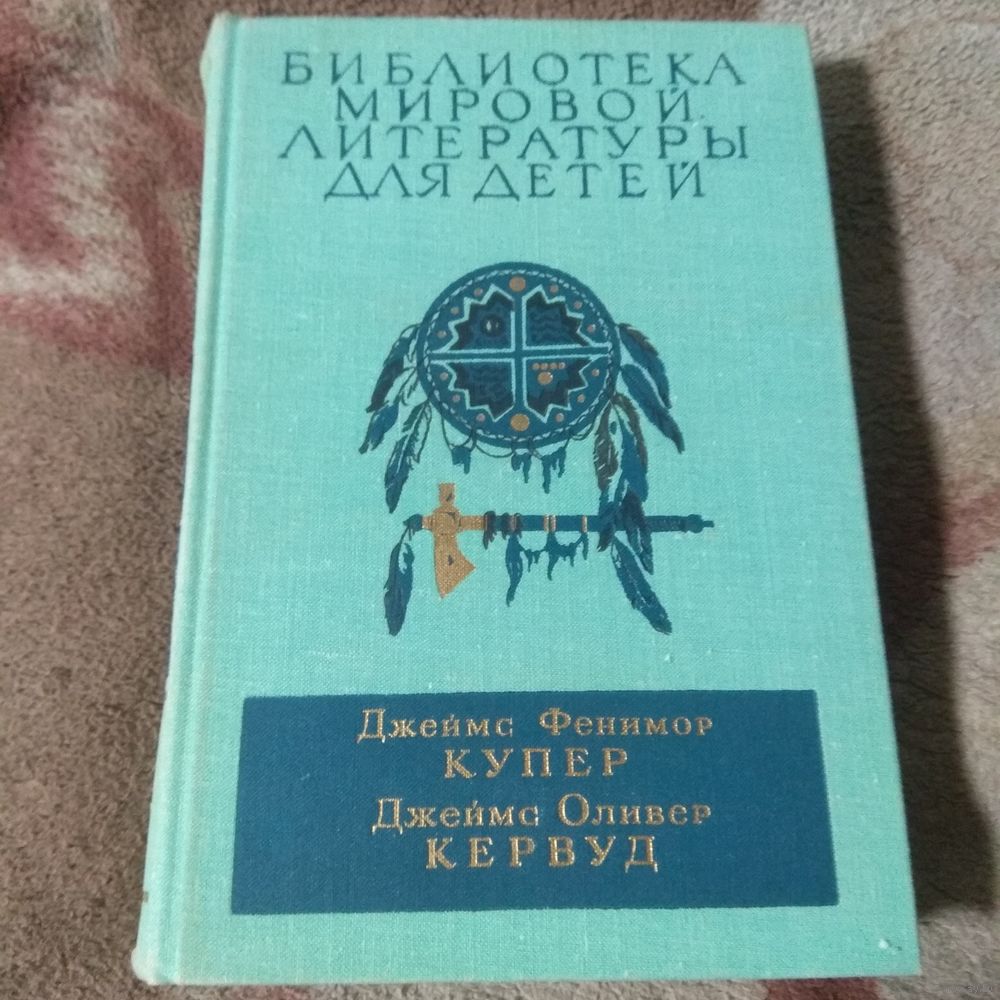 БИБЛИОТЕКА
МИРОВОЙ
ЛИТЕРАТУРЫ
ДЛЯ ДЕТЕЙ
Джеймс Фенимор
КУПЕР
Джеймс Оливер
КЕРВУД